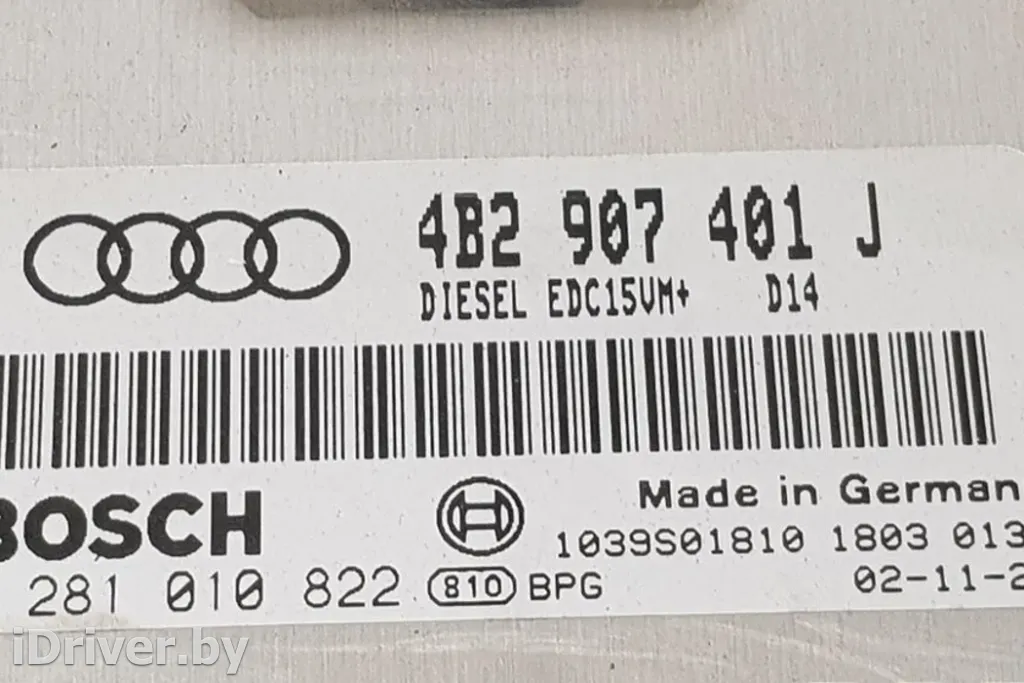 4B2 907 401 J
DIESEL EDC15VM+ D14
BOSCH
Made in German
1039S01810 1803 013
281 010 822 810 BPG
02-11-2
iDriver.by